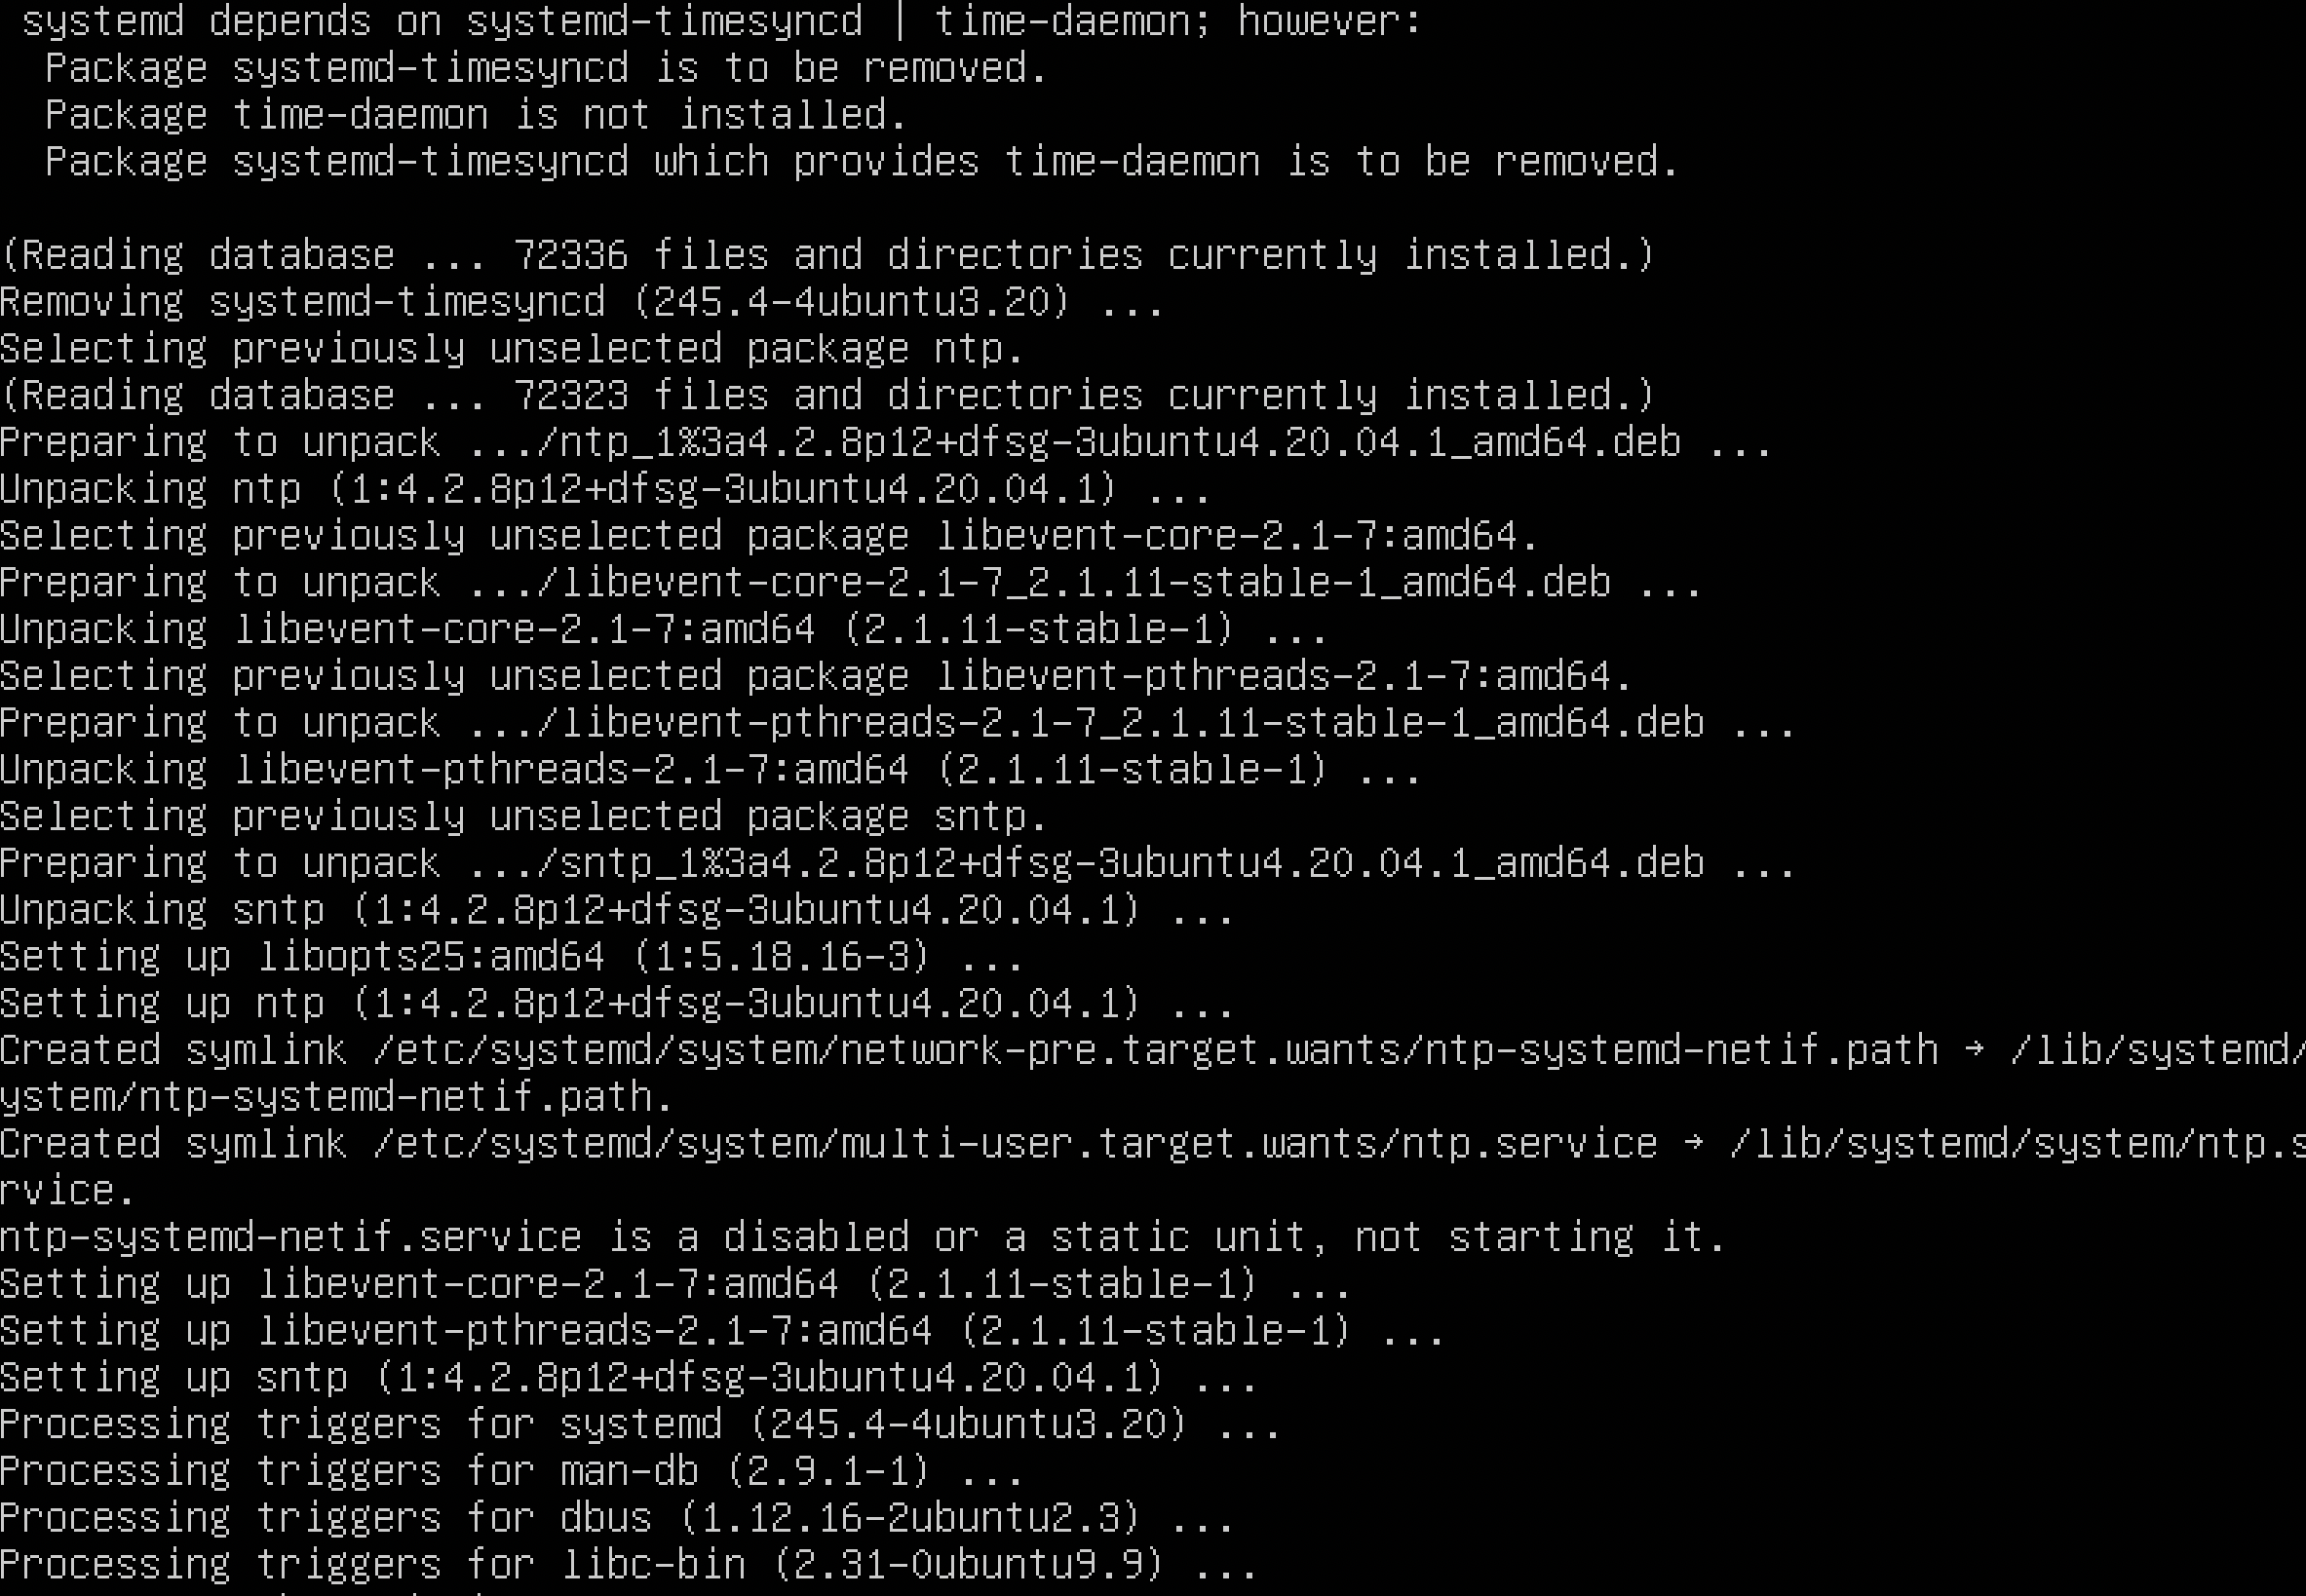 systemd depends on systemd-timesyncd | time-daemon; however:
Package systemd-timesyncd is to be removed.
Package time-daemon is not installed.
Package systemd-timesyncd which provides time-daemon is to be removed.
(Reading database ... 72336 files and directories currently installed.)
Removing systemd-timesyncd (245.4-4ubuntu3.20) ...
Selecting previously unselected package ntp.
(Reading database ... 72323 files and directories currently installed.)
Preparing to unpack .../ntp_1%3a4.2.8p12+dfsg-3ubuntu4.20.04.1_amd64.deb ...
Unpacking ntp (1:4.2.8p12+dfsg-3ubuntu4.20.04.1) ...
Selecting previously unselected package libevent-core-2.1-7:amd64.
Preparing to unpack .../libevent-core-2.1-7_2.1.11-stable-1_amd64.deb ...
Unpacking libevent-core-2.1-7:amd64 (2.1.11-stable-1) ...
Selecting previously unselected package libevent-pthreads-2.1-7:amd64.
Preparing to unpack .../libevent-pthreads-2.1-7_2.1.11-stable-1_amd64.deb ...
Unpacking libevent-pthreads-2.1-7:amd64 (2.1.11-stable-1) ...
Selecting previously unselected package sntp.
Preparing to unpack .../sntp_1%3a4.2.8p12+dfsg-3ubuntu4.20.04.1_amd64.deb ...
Unpacking sntp (1:4.2.8p12+dfsg-3ubuntu4.20.04.1) ...
Setting up libopts25:amd64 (1:5.18.16-3) ...
Setting up ntp (1:4.2.8p12+dfsg-3ubuntu4.20.04.1) ...
Created symlink /etc/systemd/system/network-pre.target.wants/ntp-systemd-netif.path → /lib/systemd/
ystem/ntp-systemd-netif.path.
Created symlink /etc/systemd/system/multi-user.target.wants/ntp.service → /lib/systemd/system/ntp.s
rvice.
ntp-systemd-netif.service is a disabled or a static unit, not starting it.
Setting up libevent-core-2.1-7:amd64 (2.1.11-stable-1) ...
Setting up libevent-pthreads-2.1-7:amd64 (2.1.11-stable-1) ...
Setting up sntp (1:4.2.8p12+dfsg-3ubuntu4.20.04.1) ...
Processing triggers for systemd (245.4-4ubuntu3.20) ...
Processing triggers for man-db (2.9.1-1) ...
Processing triggers for dbus (1.12.16-2ubuntu2.3) ...
Processing triggers for libc-bin (2.31-0ubuntu9.9) ...